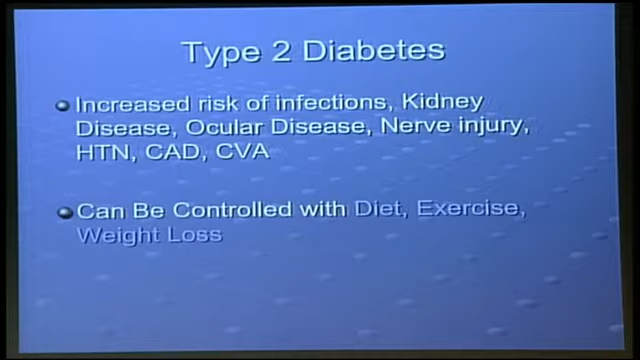 Type 2 Diabetes
Increased risk of infections, Kidney
Disease, Ocular Disease, Nerve injury,
HTN, CAD, CVA
Can Be Controlled with Diet, Exercise,
Weight Loss